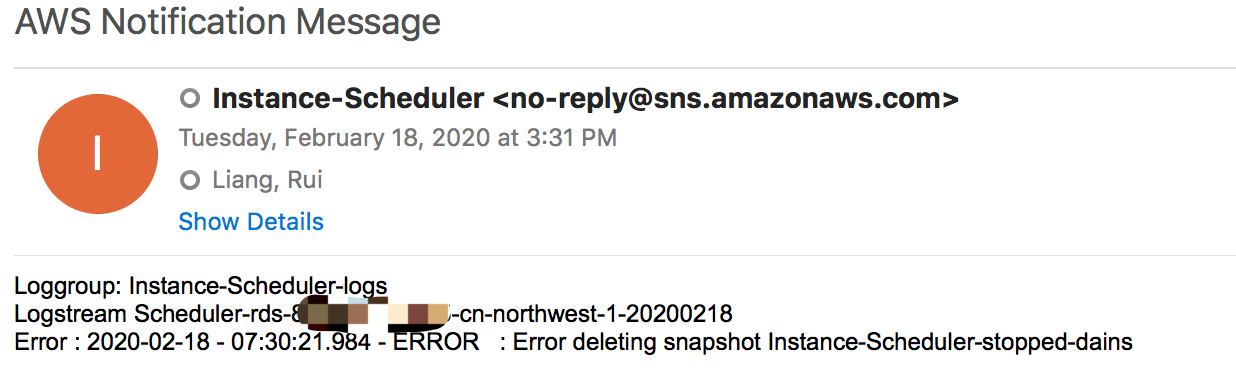 AWS Notification Message
I
Instance-Scheduler <no-reply@sns.amazonaws.com>
Tuesday, February 18, 2020 at 3:31 PM
Liang, Rui
Show Details
Loggroup: Instance-Scheduler-logs
Logstream Scheduler-rds- -cn-northwest-1-20200218
Error : 2020-02-18 - 07:30:21.984 - ERROR : Error deleting snapshot Instance-Scheduler-stopped-dains